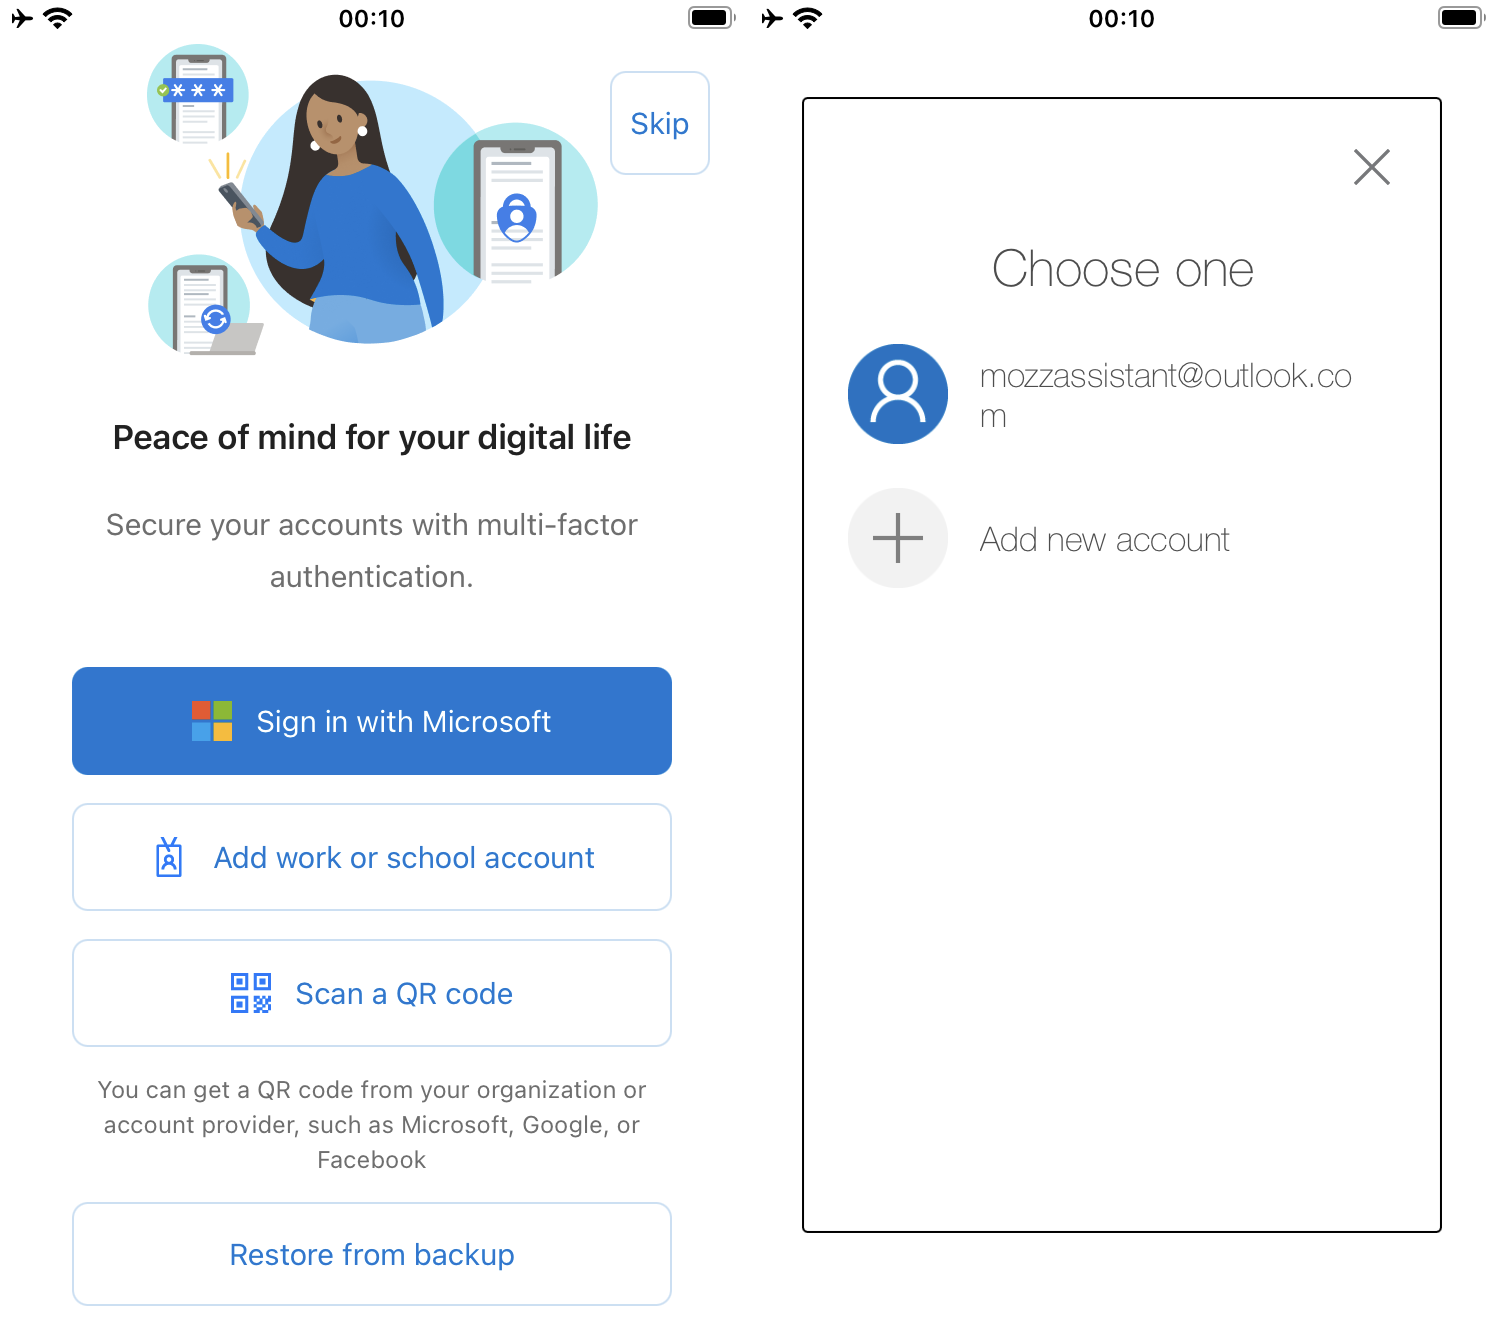 00:10
* * *
Skip
Peace of mind for your digital life
Secure your accounts with multi-factor
authentication.
Sign in with Microsoft
Add work or school account
Scan a QR code
You can get a QR code from your organization or
account provider, such as Microsoft, Google, or
Facebook
Restore from backup
00:10
Choose one
mozzassistant@outlook.co
m
Add new account